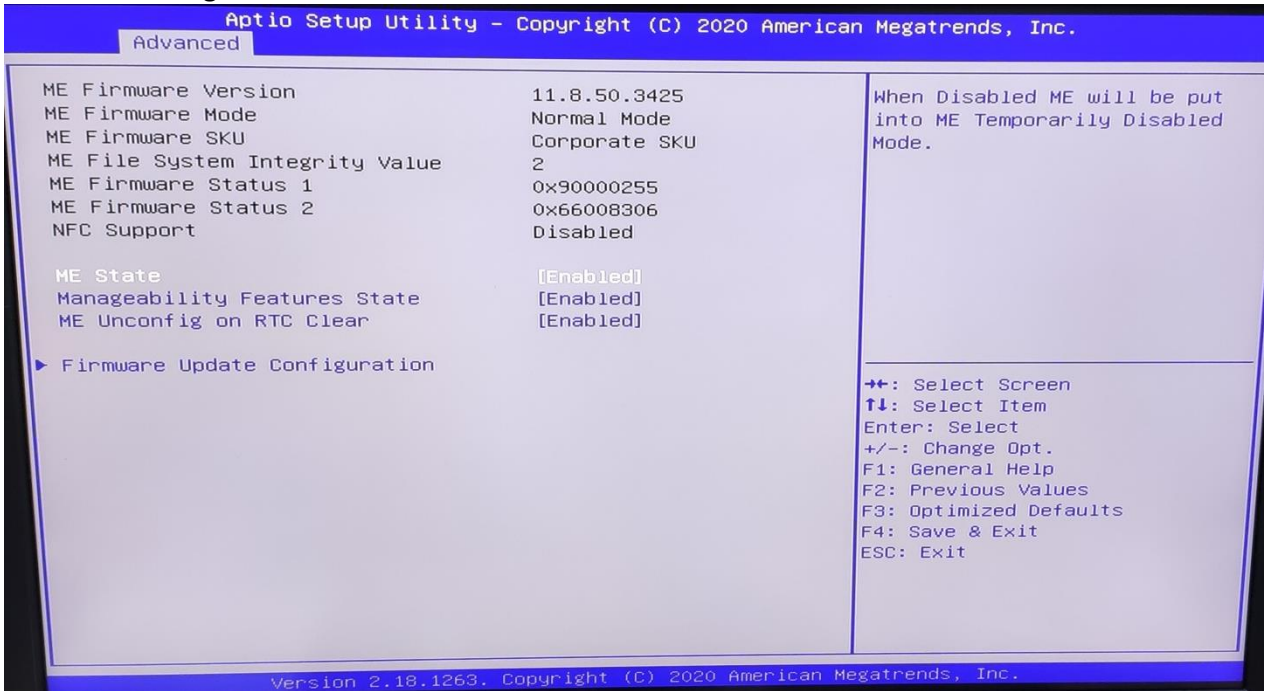 Aptio Setup Utility – Copyright (C) 2020 American Megatrends, Inc.
Advanced
ME Firmware Version 11.8.50.3425
ME Firmware Mode Normal Mode
ME Firmware SKU Corporate SKU
ME File System Integrity Value 2
ME Firmware Status 1 0x90000255
ME Firmware Status 2 0x66008306
NFC Support Disabled
ME State [Enabled]
Manageability Features State [Enabled]
ME Unconfig on RTC Clear [Enabled]
▶ Firmware Update Configuration
When Disabled ME will be put
into ME Temporarily Disabled
Mode.
→←: Select Screen
↑↓: Select Item
Enter: Select
+/-: Change Opt.
F1: General Help
F2: Previous Values
F3: Optimized Defaults
F4: Save & Exit
ESC: Exit
Version 2.18.1263. Copyright (C) 2020 American Megatrends, Inc.